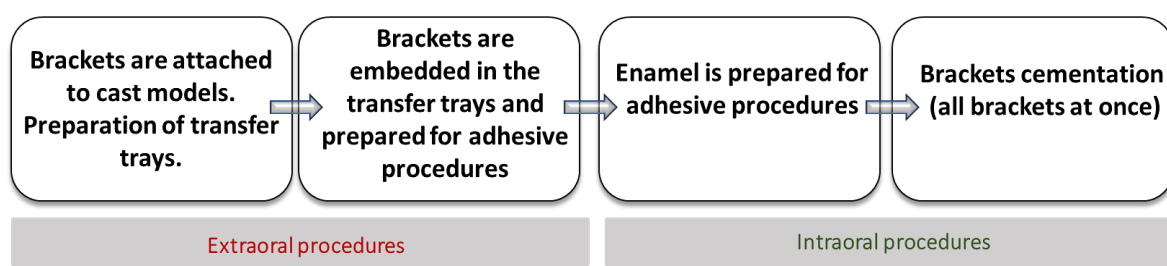 Brackets are attached
to cast models.
Preparation of transfer
trays.
Brackets are
embedded in the
transfer trays and
prepared for adhesive
procedures
Enamel is prepared for
adhesive procedures
Brackets cementation
(all brackets at once)
Extraoral procedures
Intraoral procedures